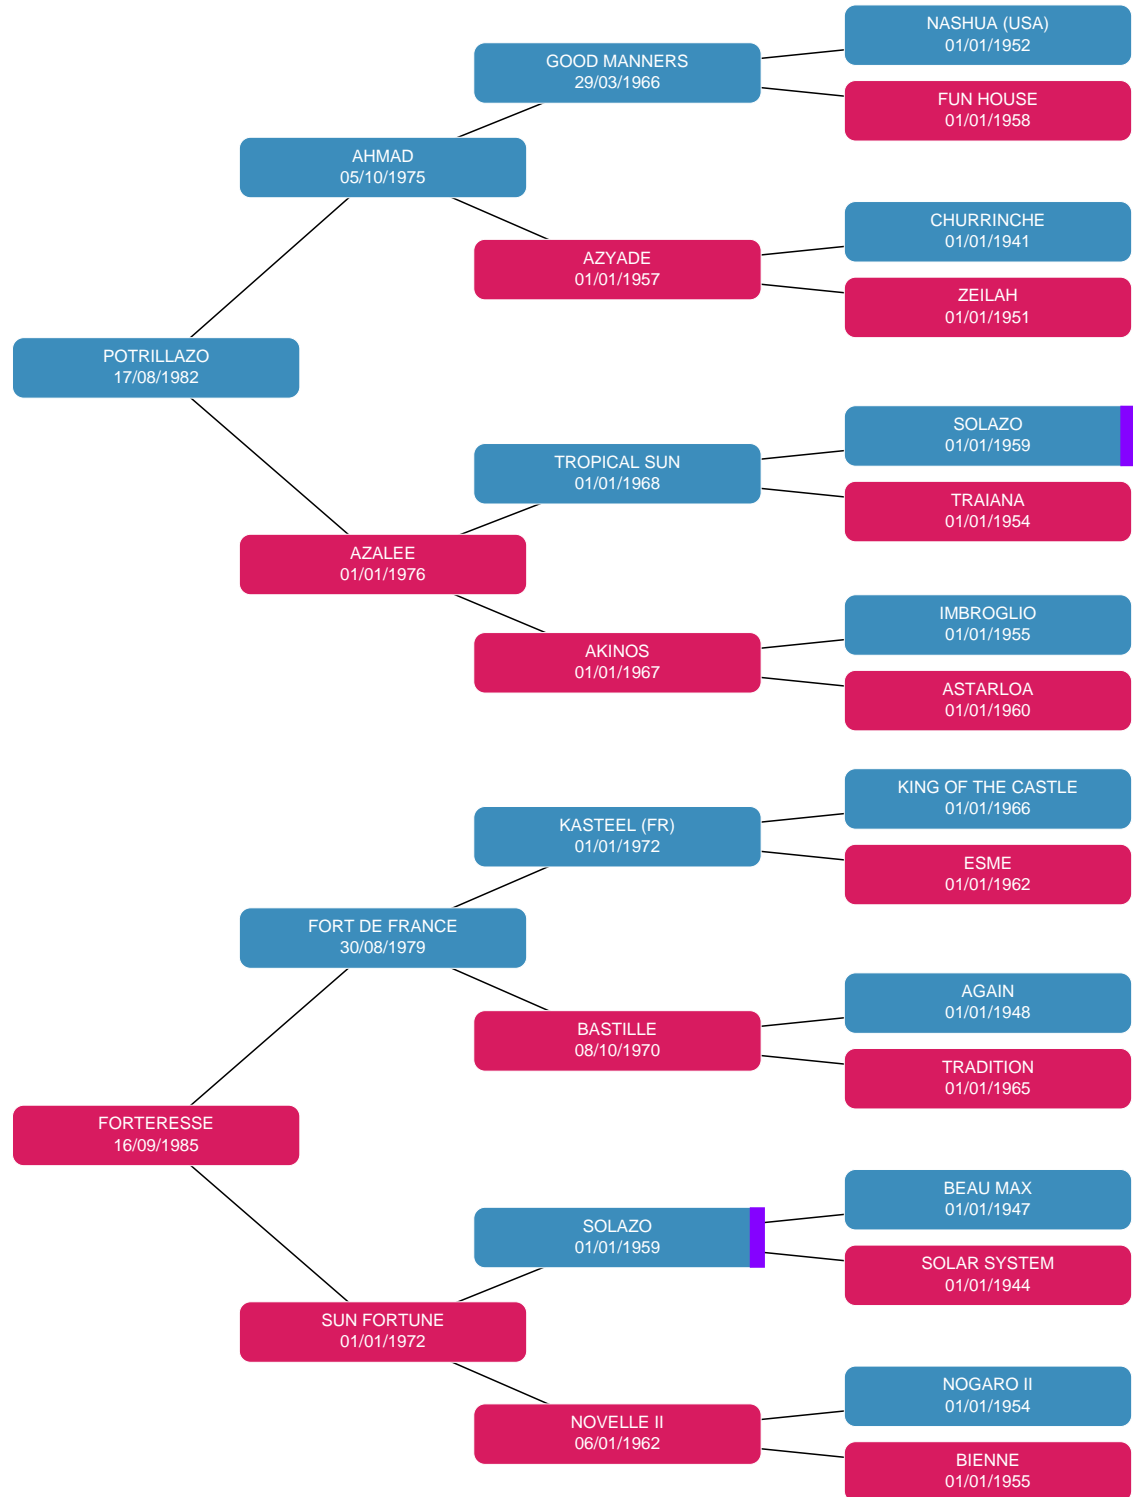 NASHUA (USA)
01/01/1952
GOOD MANNERS
29/03/1966
FUN HOUSE
01/01/1958
AHMAD
05/10/1975
CHURRINCHE
01/01/1941
AZYADE
01/01/1957
ZEILAH
01/01/1951
POTRILLAZO
17/08/1982
SOLAZO
01/01/1959
TROPICAL SUN
01/01/1968
TRAIANA
01/01/1954
AZALEE
01/01/1976
IMBROGLIO
01/01/1955
AKINOS
01/01/1967
ASTARLOA
01/01/1960
KING OF THE CASTLE
01/01/1966
KASTEEL (FR)
01/01/1972
ESME
01/01/1962
FORT DE FRANCE
30/08/1979
AGAIN
01/01/1948
BASTILLE
08/10/1970
TRADITION
01/01/1965
FORTERESSE
16/09/1985
BEAU MAX
01/01/1947
SOLAZO
01/01/1959
SOLAR SYSTEM
01/01/1944
SUN FORTUNE
01/01/1972
NOGARO II
01/01/1954
NOVELLE II
06/01/1962
BIENNE
01/01/1955